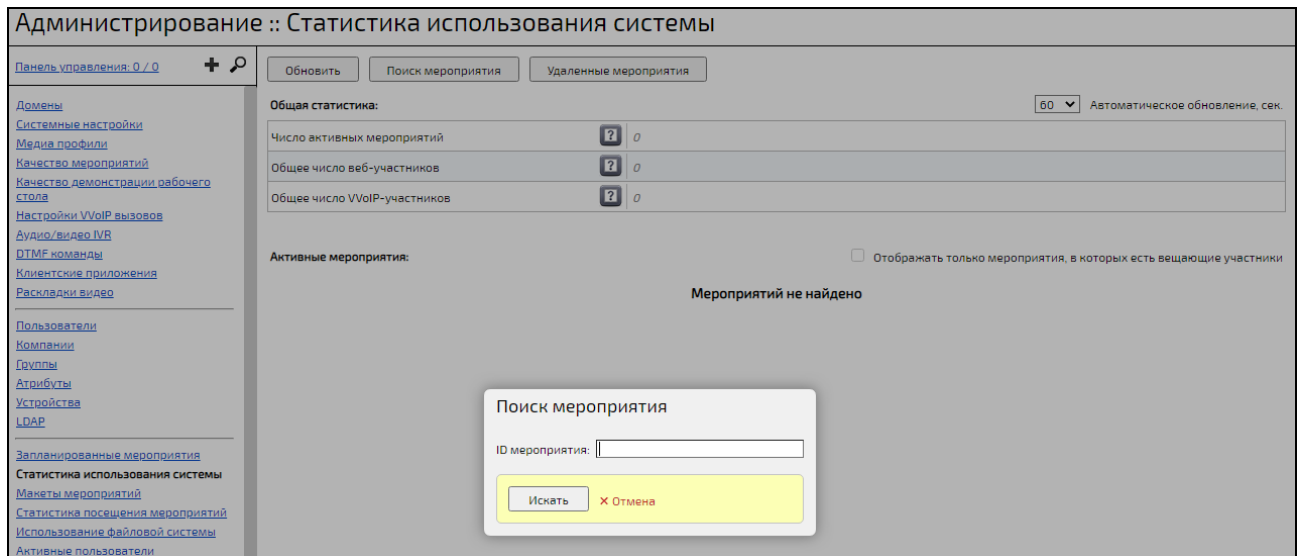 Администрирование :: Статистика использования системы
Панель управления: 0 / 0
Обновить Поиск мероприятия Удаленные мероприятия
Домены
Системные настройки
Медиа профили
Качество мероприятий
Качество демонстрации рабочего
стола
Настройки VVoIP вызовов
Аудио/видео IVR
DTMF команды
Клиентские приложения
Раскладки видео
Пользователи
Компании
Группы
Атрибуты
Устройства
LDAP
Запланированные мероприятия
Статистика использования системы
Макеты мероприятий
Статистика посещения мероприятий
Использование файловой системы
Активные пользователи
Общая статистика: 60 Автоматическое обновление, сек.
Число активных мероприятий ? 0
Общее число веб-участников ? 0
Общее число VVoIP-участников ? 0
Активные мероприятия: Отображать только мероприятия, в которых есть вещающие участники
Мероприятий не найдено
Поиск мероприятия
ID мероприятия:
Искать × Отмена